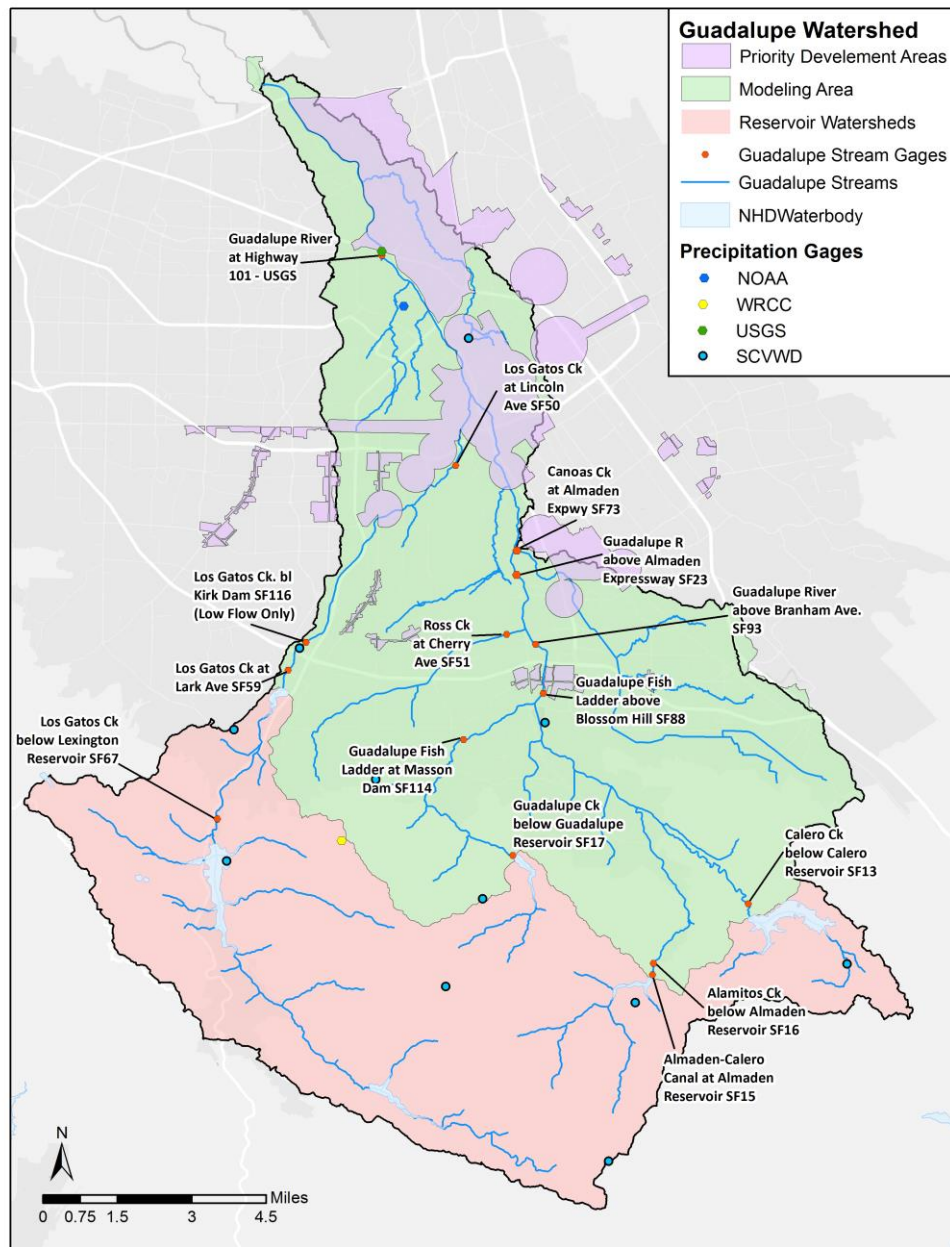 Guadalupe Watershed
Priority Develement Areas
Modeling Area
Reservoir Watersheds
Guadalupe Stream Gages
Guadalupe Streams
NHDWaterbody
Precipitation Gages
NOAA
WRCC
USGS
SCVWD
Guadalupe River
at Highway
101 - USGS
Los Gatos Ck
at Lincoln
Ave SF50
Canoas Ck
at Almaden
Expwy SF73
Guadalupe R
above Almaden
Expressway SF23
Los Gatos Ck. bl
Kirk Dam SF116
(Low Flow Only)
Guadalupe River
above Branham Ave.
SF93
Ross Ck
at Cherry
Ave SF51
Los Gatos Ck at
Lark Ave SF59
Guadalupe Fish
Ladder above
Blossom Hill SF88
Los Gatos Ck
below Lexington
Reservoir SF67
Guadalupe Fish
Ladder at Masson
Dam SF114
Guadalupe Ck
below Guadalupe
Reservoir SF17
Calero Ck
below Calero
Reservoir SF13
Alamitos Ck
below Almaden
Reservoir SF16
Almaden-Calero
Canal at Almaden
Reservoir SF15
N
Miles
0 0.75 1.5 3 4.5